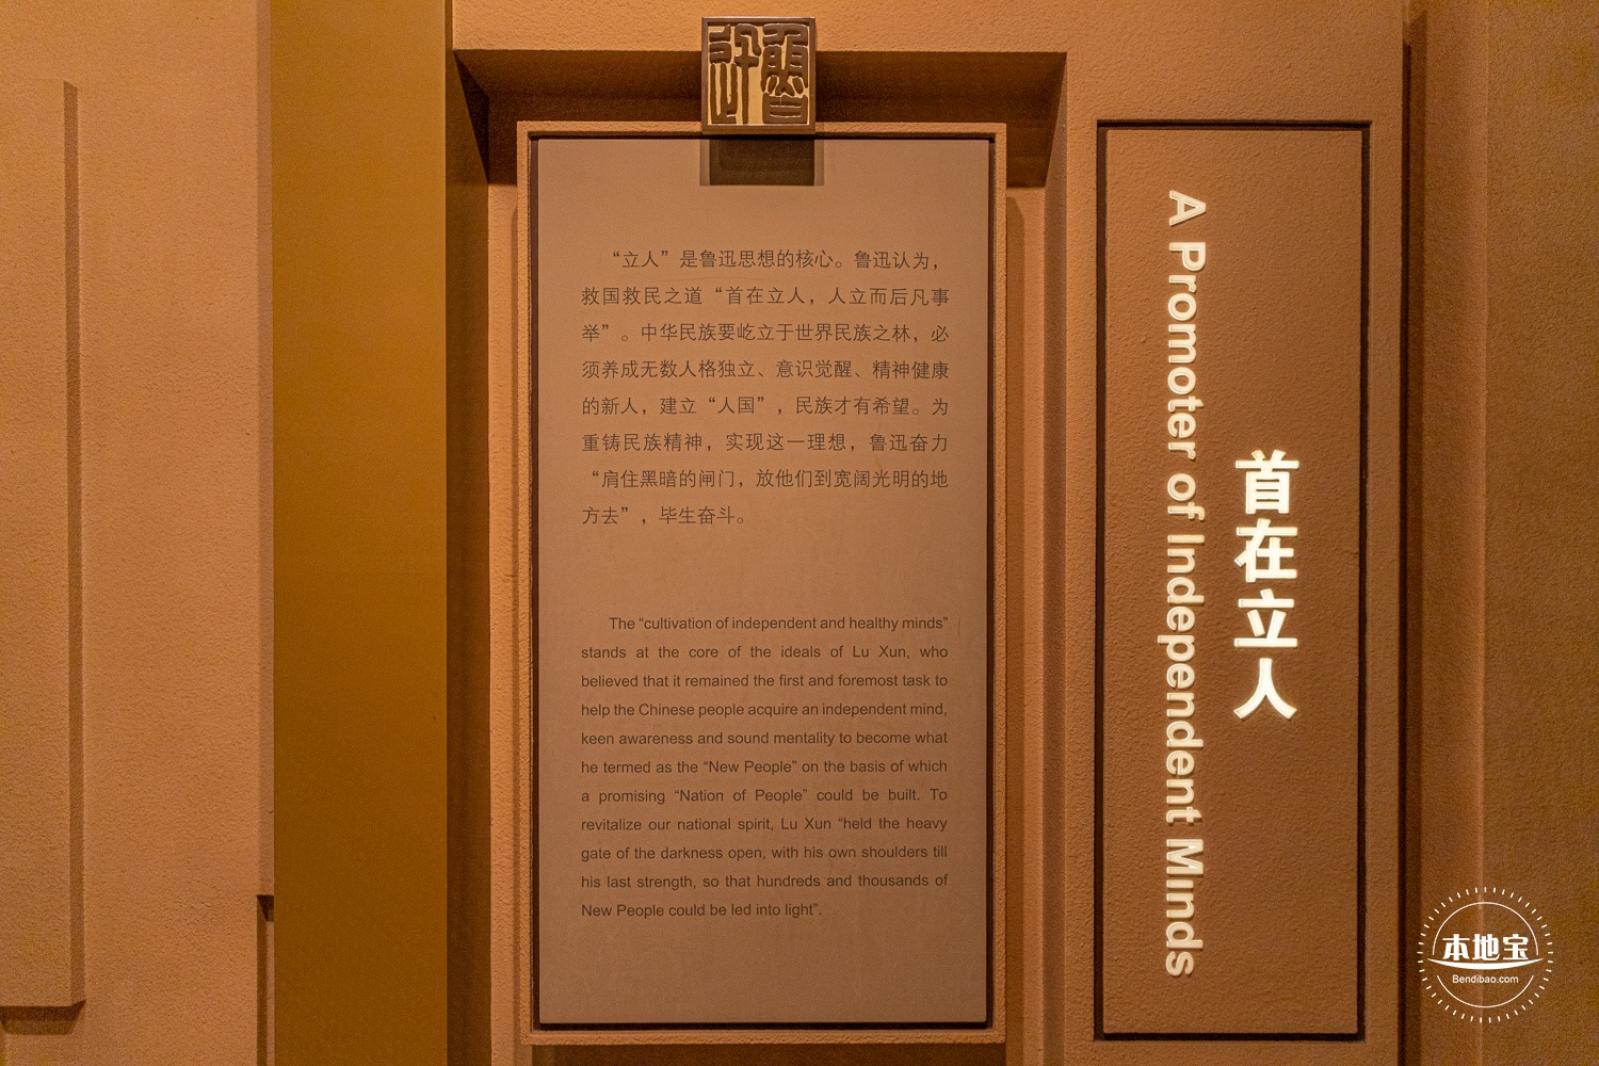 鲁迅
“立人”是鲁迅思想的核心。鲁迅认为，
救国救民之道“首在立人，人立而后凡事
举”。中华民族要屹立于世界民族之林，必
须养成无数人格独立、意识觉醒、精神健康
的新人，建立“人国”，民族才有希望。为
重铸民族精神，实现这一理想，鲁迅奋力
“肩住黑暗的闸门，放他们到宽阔光明的地
方去”，毕生奋斗。
The “cultivation of independent and healthy minds”
stands at the core of the ideals of Lu Xun, who
believed that it remained the first and foremost task to
help the Chinese people acquire an independent mind,
keen awareness and sound mentality to become what
he termed as the “New People” on the basis of which
a promising “Nation of People” could be built. To
revitalize our national spirit, Lu Xun “held the heavy
gate of the darkness open, with his own shoulders till
his last strength, so that hundreds and thousands of
New People could be led into light”.
首在立人
A Promoter of Independent Minds
本地宝
Bendibao.com